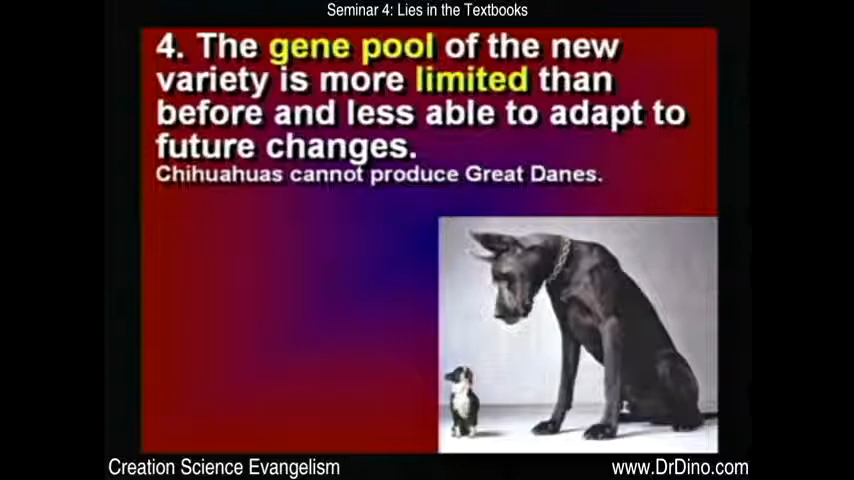 Seminar 4: Lies in the Textbooks
4. The gene pool of the new
variety is more limited than
before and less able to adapt to
future changes.
Chihuahuas cannot produce Great Danes.
Creation Science Evangelism
www.DrDino.com